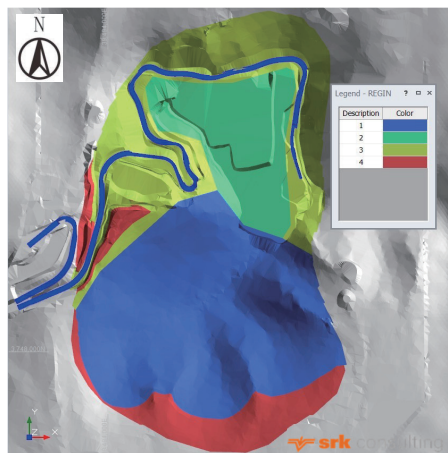 N
Legend - REGIN
Description Color
1
2
3
4
Y
Z
X
srk consulting